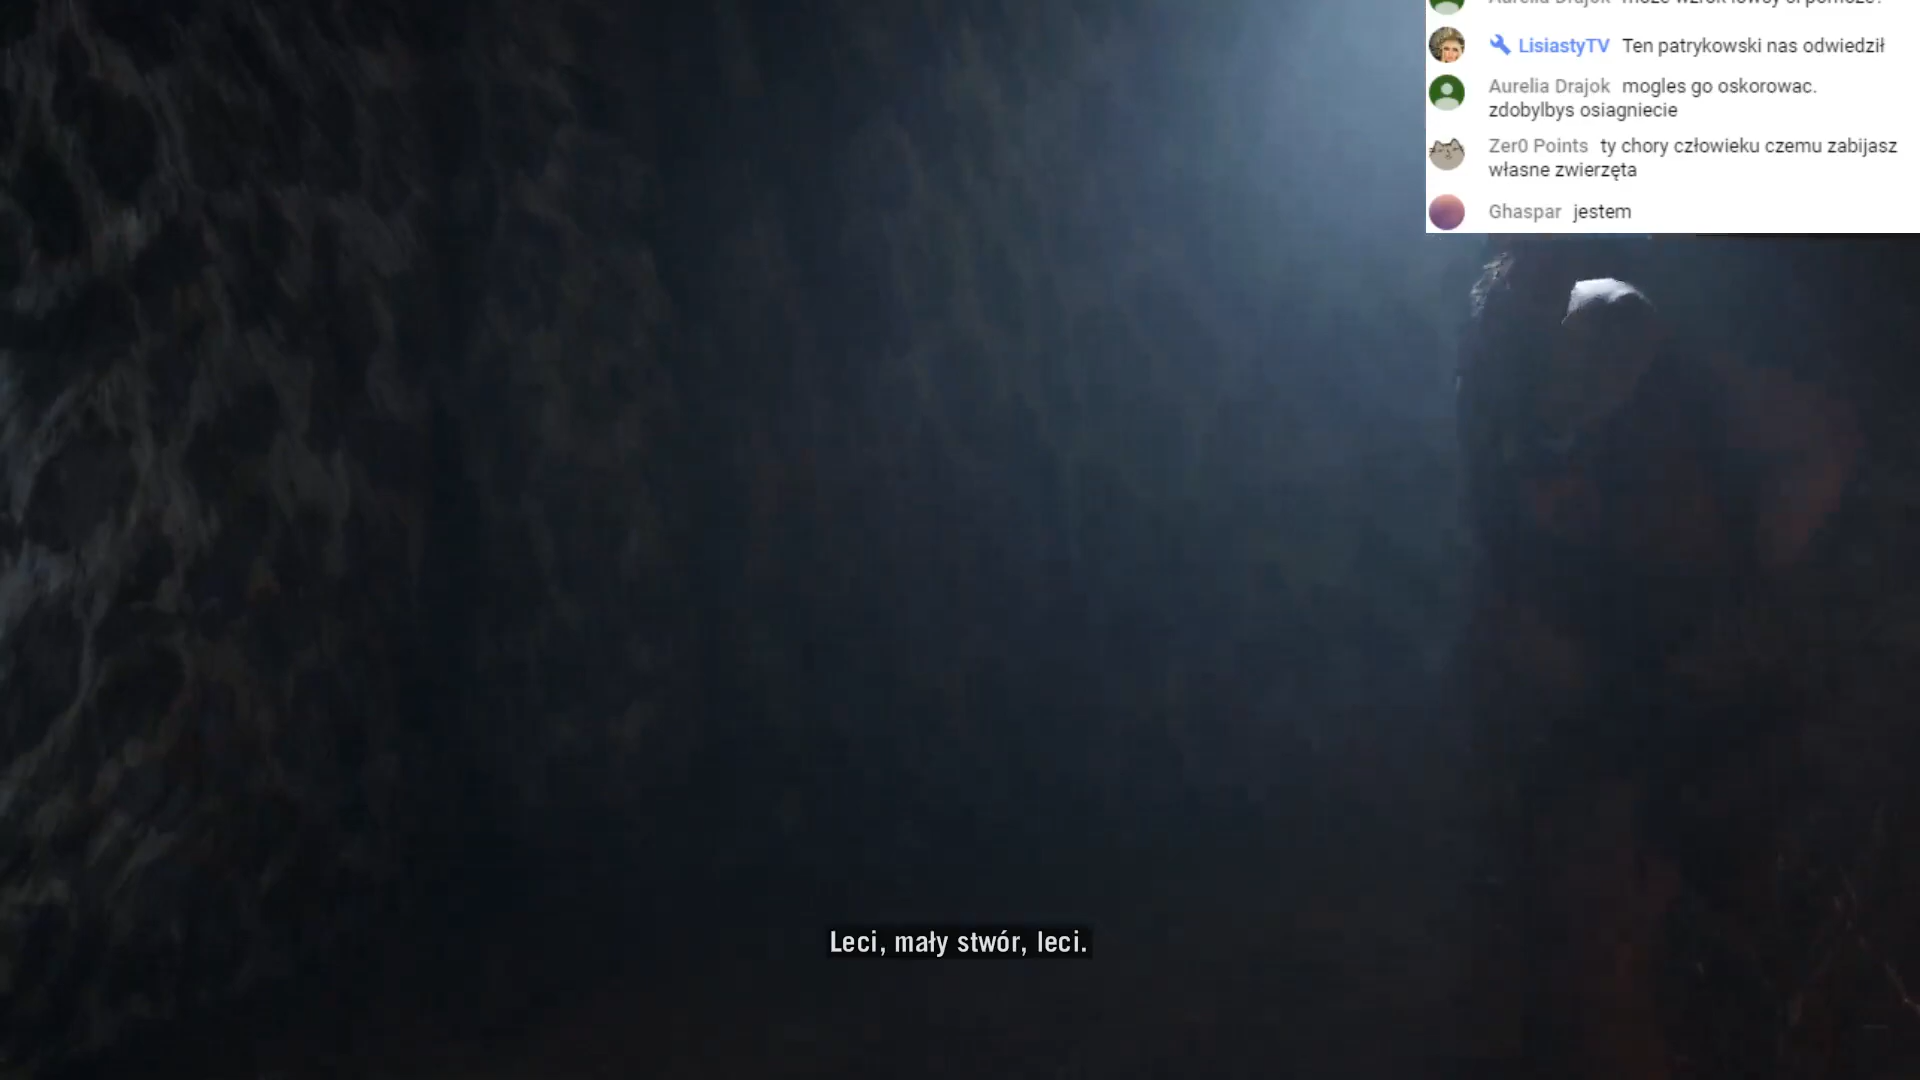 LisiastyTV Ten patrykowski nas odwiedził
Aurelia Drajok mogles go oskorowac.
zdobylbys osiagniecie
Zer0 Points ty chory człowieku czemu zabijasz
własne zwierzęta
Ghaspar jestem
Leci, mały stwór, leci.